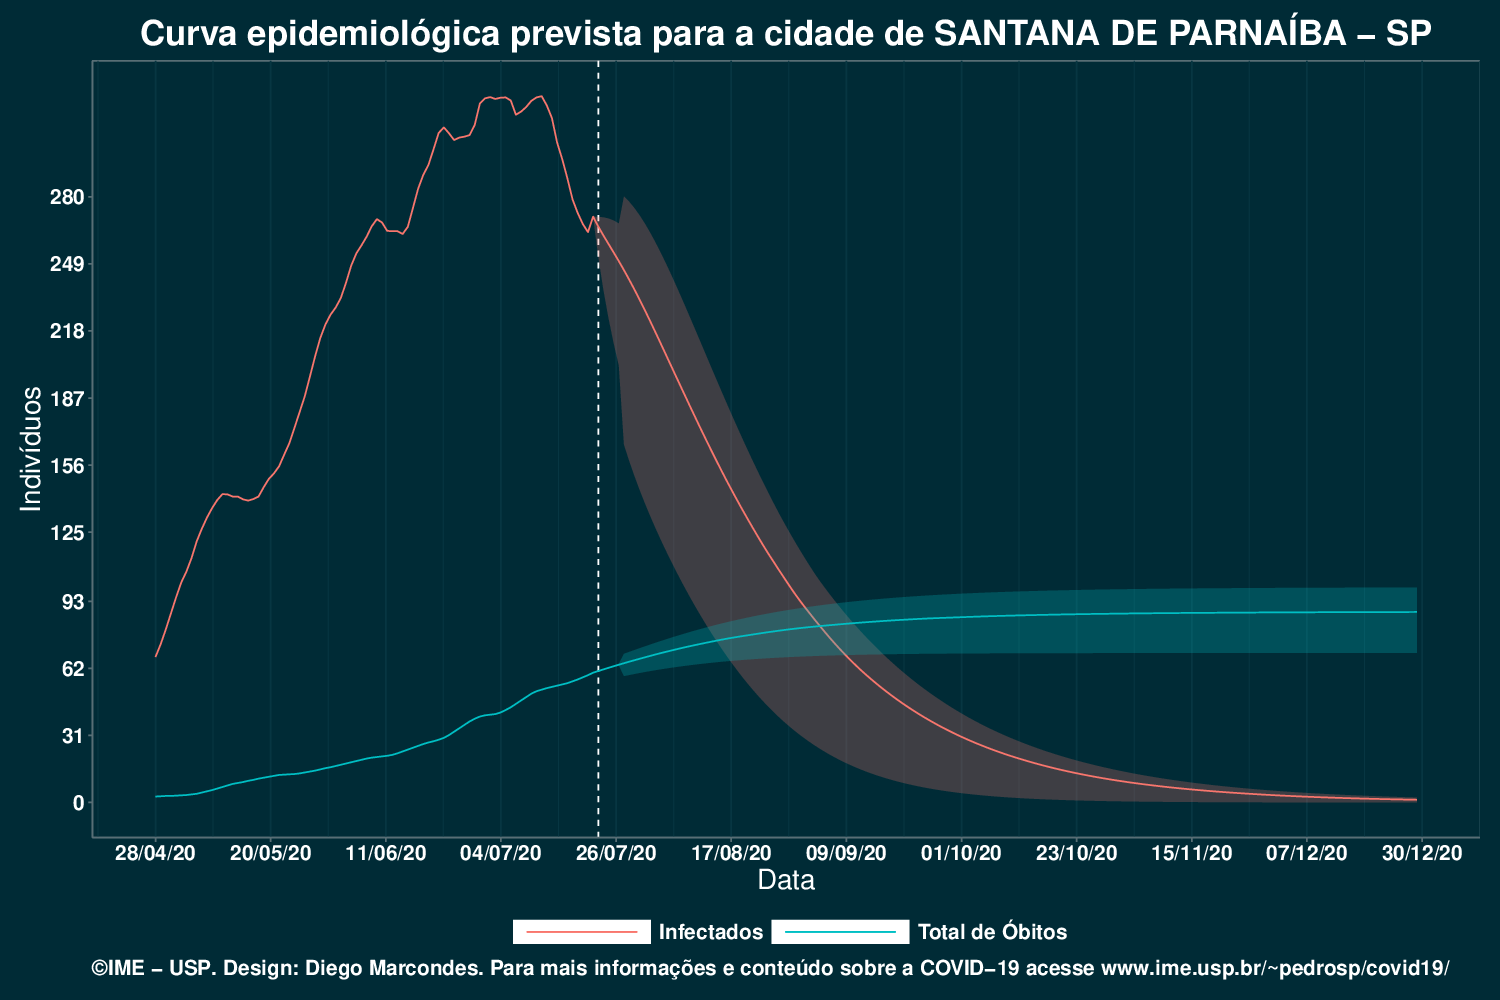 Curva epidemiológica prevista para a cidade de SANTANA DE PARNAÍBA – SP
Indivíduos
280
249
218
187
156
125
93
62
31
0
28/04/20 20/05/20 11/06/20 04/07/20 26/07/20 17/08/20 09/09/20 01/10/20 23/10/20 15/11/20 07/12/20 30/12/20
Data
Infectados Total de Óbitos
©IME – USP. Design: Diego Marcondes. Para mais informações e conteúdo sobre a COVID–19 acesse www.ime.usp.br/~pedrosp/covid19/